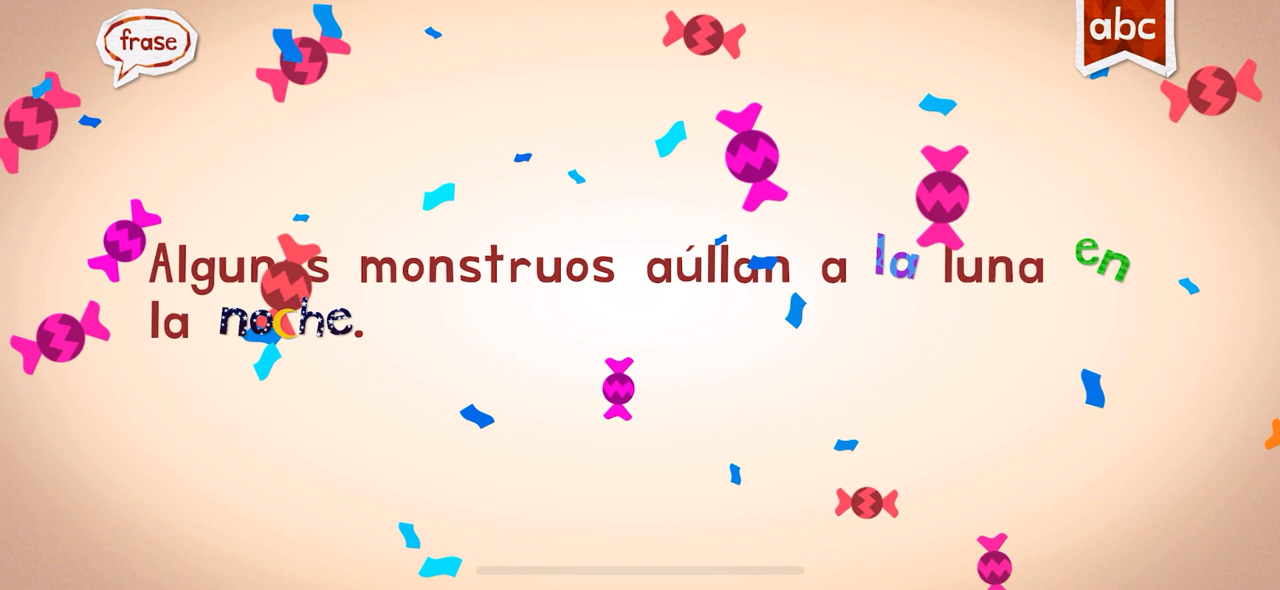 frase
abc
Algunos monstruos aúllan a la luna en
la noche.